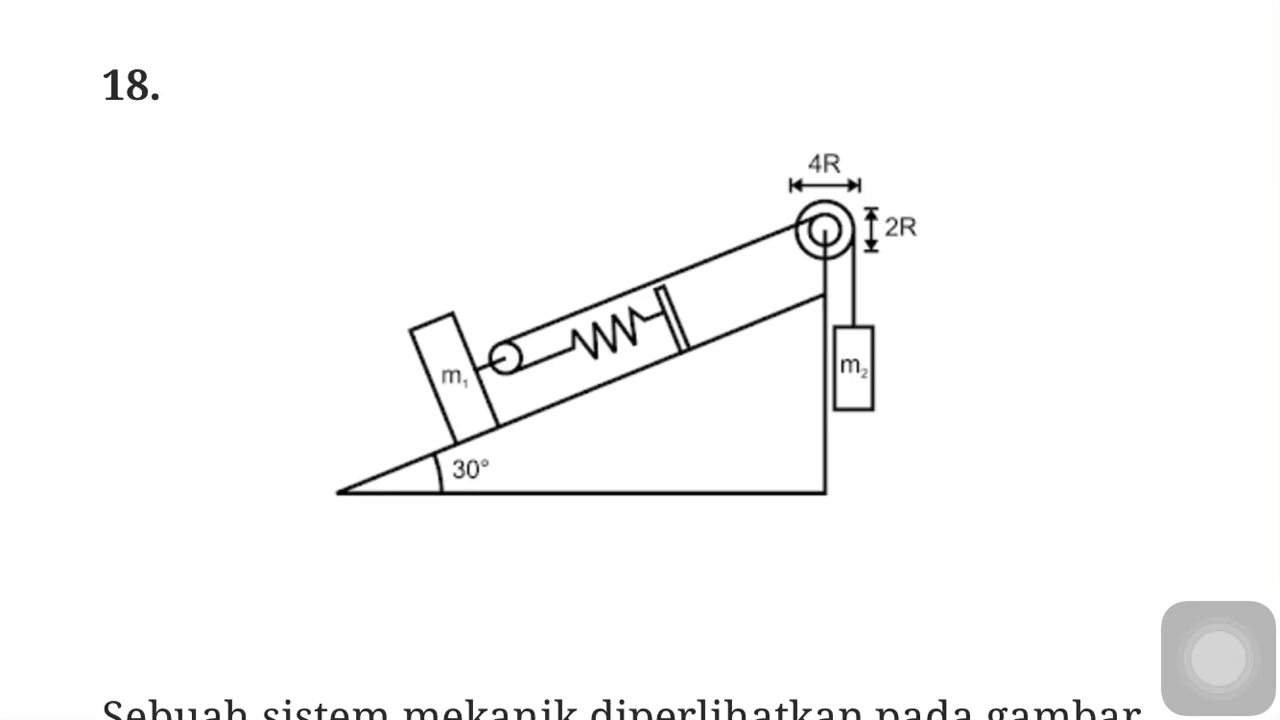 18.
4R
2R
m₁
m₂
30°
Sebuah sistem mekanik diperlihatkan pada gambar